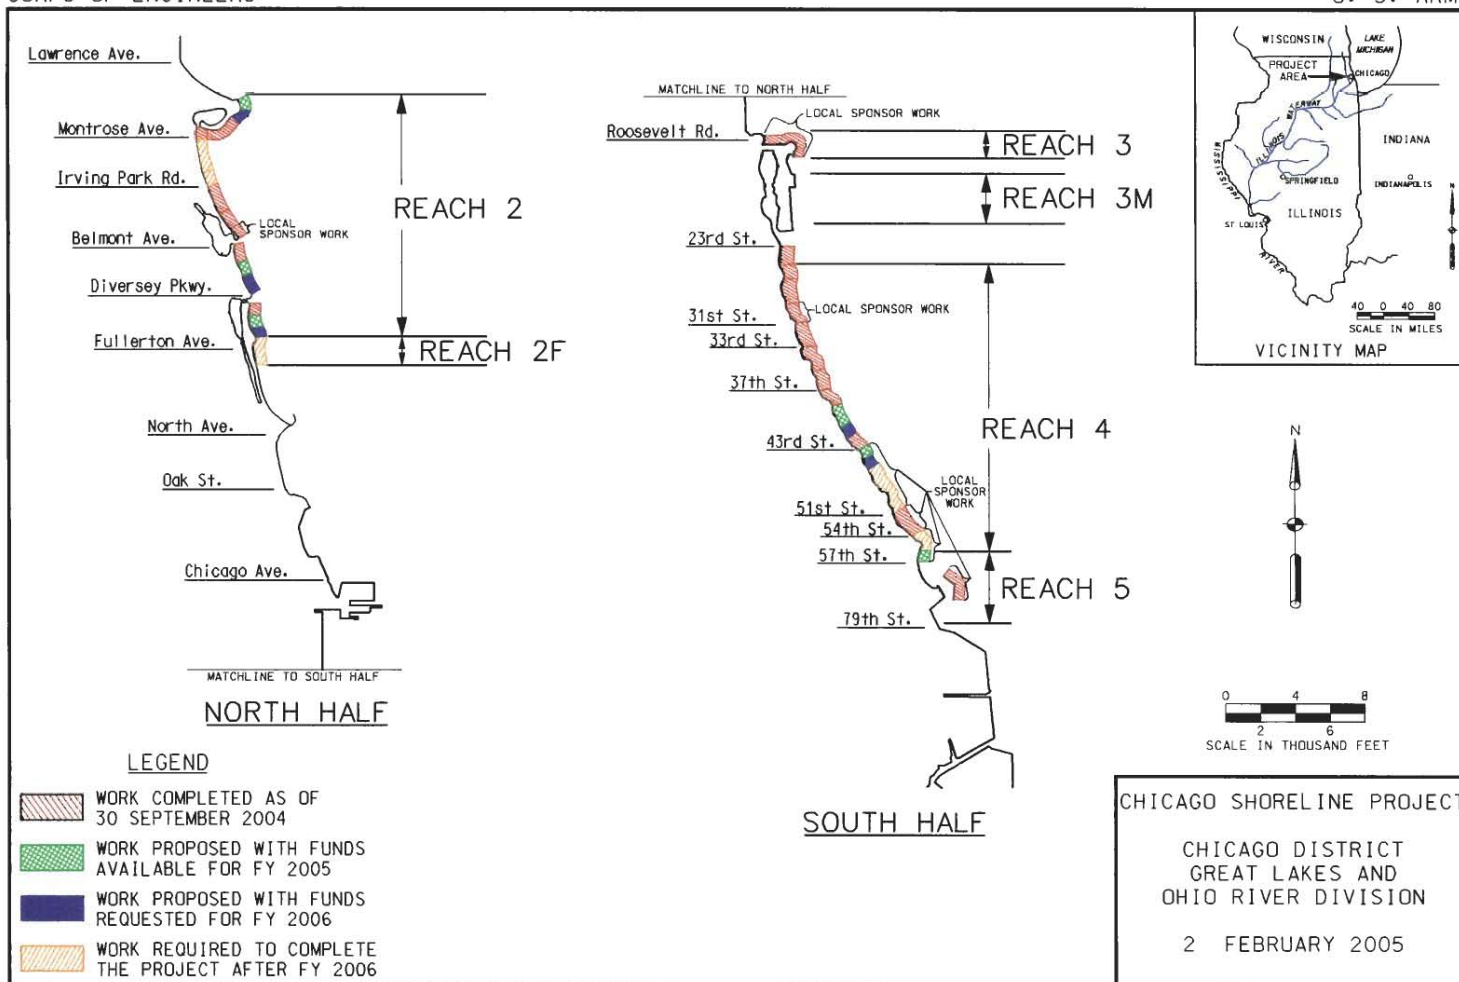 Lawrence Ave.
Montrose Ave.
Irving Park Rd.
LOCAL
SPONSOR WORK
Belmont Ave.
Diversey Pkwy.
Fullerton Ave.
North Ave.
Oak St.
Chicago Ave.
REACH 2
REACH 2F
MATCHLINE TO SOUTH HALF
NORTH HALF
MATCHLINE TO NORTH HALF
LOCAL SPONSOR WORK
Roosevelt Rd.
REACH 3
REACH 3M
23rd St.
31st St.
LOCAL SPONSOR WORK
33rd St.
37th St.
REACH 4
43rd St.
LOCAL
SPONSOR
WORK
51st St.
54th St.
57th St.
REACH 5
79th St.
SOUTH HALF
WISCONSIN
LAKE
MICHIGAN
PROJECT
AREA
CHICAGO
ILLINOIS
WATERWAY
INDIANA
MISSISSIPPI
SPRINGFIELD
INDIANAPOLIS
ILLINOIS
ST LOUIS
RIVER
N
40 0 40 80
SCALE IN MILES
VICINITY MAP
N
0 4 8
2 6
SCALE IN THOUSAND FEET
LEGEND
WORK COMPLETED AS OF
30 SEPTEMBER 2004
WORK PROPOSED WITH FUNDS
AVAILABLE FOR FY 2005
WORK PROPOSED WITH FUNDS
REQUESTED FOR FY 2006
WORK REQUIRED TO COMPLETE
THE PROJECT AFTER FY 2006
CHICAGO SHORELINE PROJECT
CHICAGO DISTRICT
GREAT LAKES AND
OHIO RIVER DIVISION
2 FEBRUARY 2005